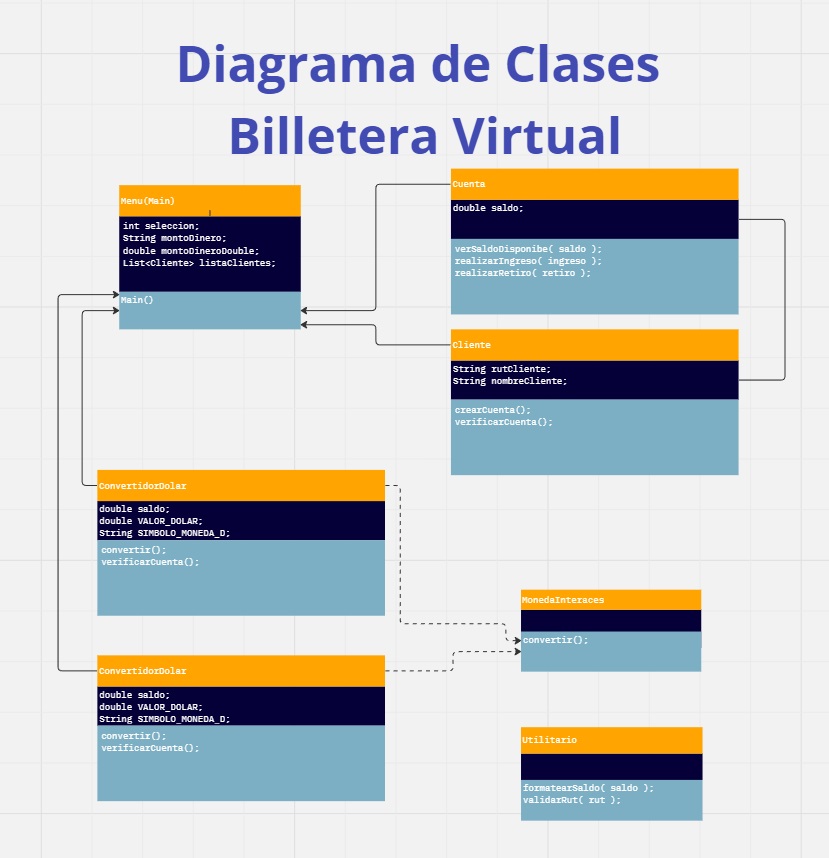 Diagrama de Clases
Billetera Virtual
Menu(Main)
int seleccion;
String montoDinero;
double montoDineroDouble;
List<Cliente> listaClientes;
Main()
Cuenta
double saldo;
verSaldoDisponibe( saldo );
realizarIngreso( ingreso );
realizarRetiro( retiro );
Cliente
String rutCliente;
String nombreCliente;
crearCuenta();
verificarCuenta();
ConvertidorDolar
double saldo;
double VALOR_DOLAR;
String SIMBOLO_MONEDA_D;
convertir();
verificarCuenta();
MonedaInteraces
convertir();
ConvertidorDolar
double saldo;
double VALOR_DOLAR;
String SIMBOLO_MONEDA_D;
convertir();
verificarCuenta();
Utilitario
formatearSaldo( saldo );
validarRut( rut );